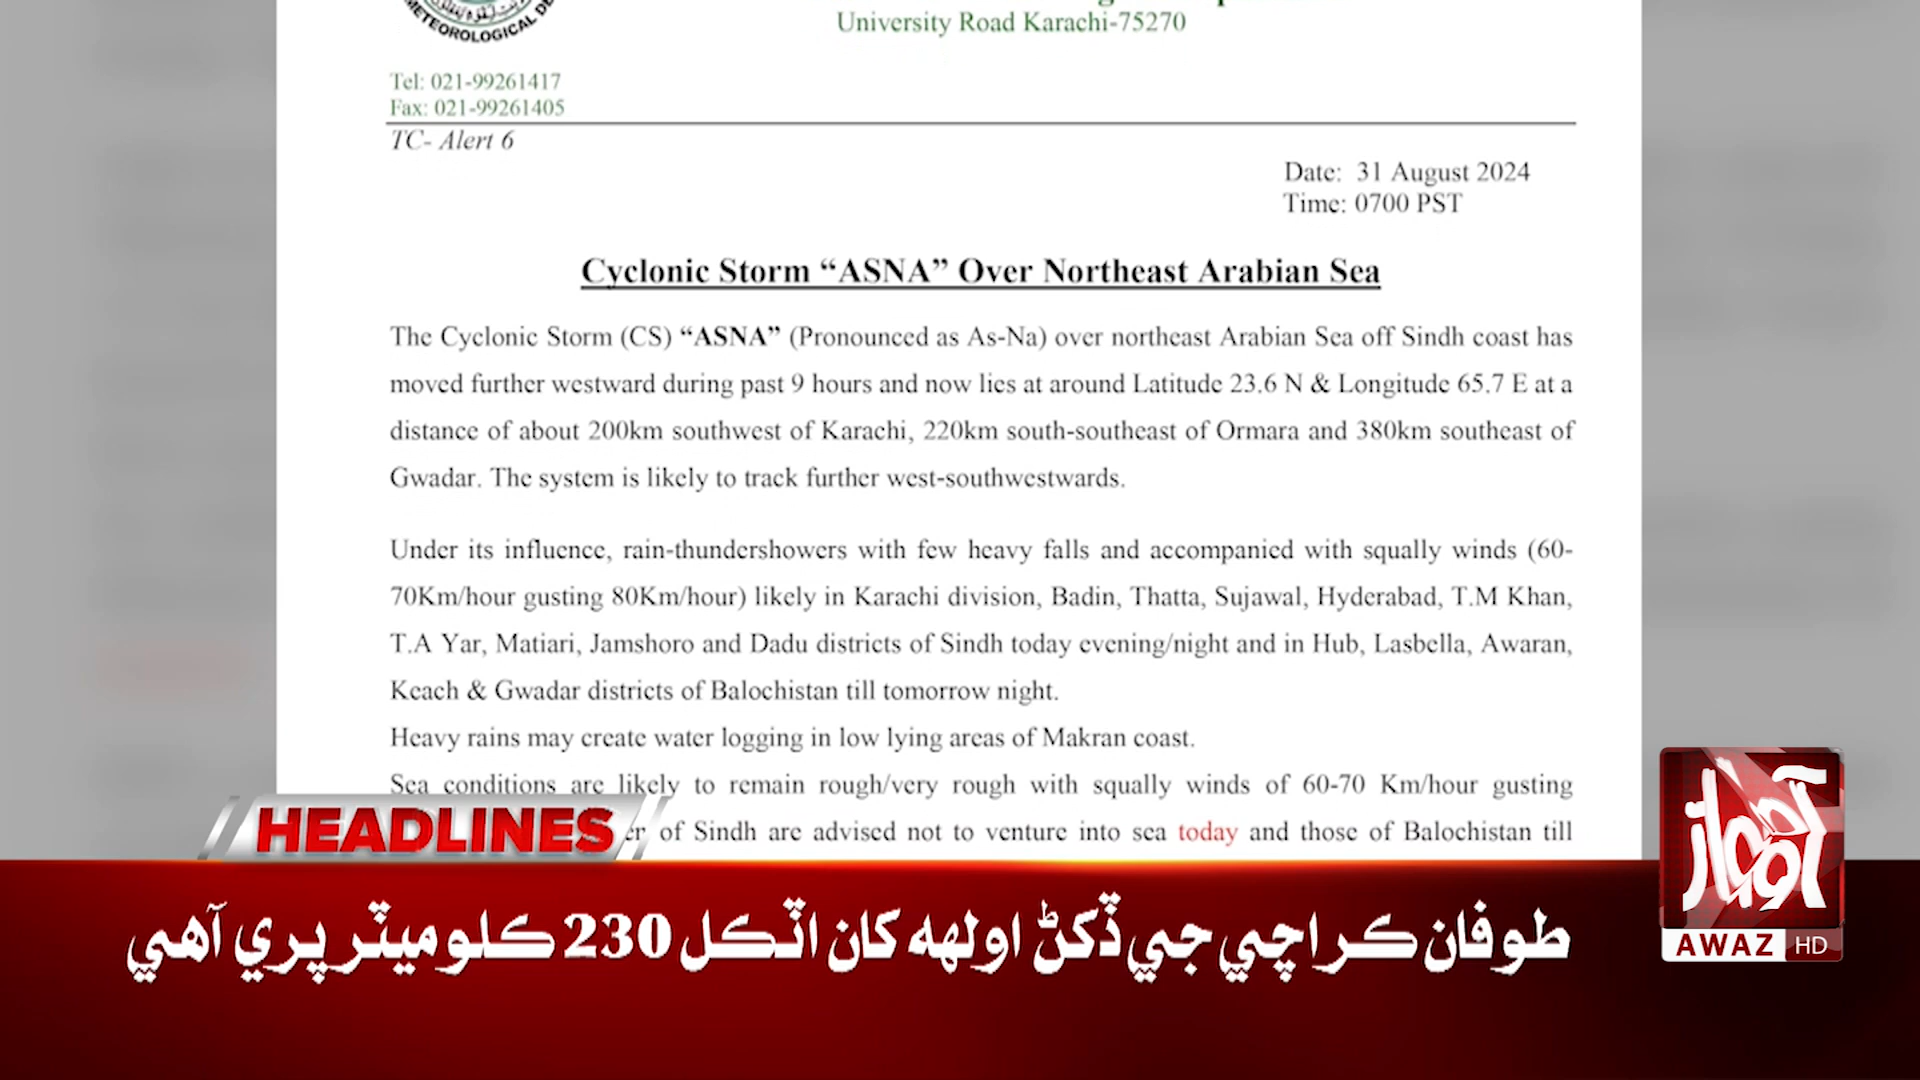 METEOROLOGICAL DE
University Road Karachi-75270
Tel: 021-99261417
Fax: 021-99261405
TC- Alert 6
Date: 31 August 2024
Time: 0700 PST
Cyclonic Storm “ASNA” Over Northeast Arabian Sea
The Cyclonic Storm (CS) “ASNA” (Pronounced as As-Na) over northeast Arabian Sea off Sindh coast has
moved further westward during past 9 hours and now lies at around Latitude 23.6 N & Longitude 65.7 E at a
distance of about 200km southwest of Karachi, 220km south-southeast of Ormara and 380km southeast of
Gwadar. The system is likely to track further west-southwestwards.
Under its influence, rain-thundershowers with few heavy falls and accompanied with squally winds (60-
70Km/hour gusting 80Km/hour) likely in Karachi division, Badin, Thatta, Sujawal, Hyderabad, T.M Khan,
T.A Yar, Matiari, Jamshoro and Dadu districts of Sindh today evening/night and in Hub, Lasbella, Awaran,
Keach & Gwadar districts of Balochistan till tomorrow night.
Heavy rains may create water logging in low lying areas of Makran coast.
Sea conditions are likely to remain rough/very rough with squally winds of 60-70 Km/hour gusting
er of Sindh are advised not to venture into sea today and those of Balochistan till
HEADLINES
طوفان ڪراچي جي ڏکڻ اولهه کان اٽڪل 230 ڪلوميٽر پري آهي
آواز
AWAZ HD